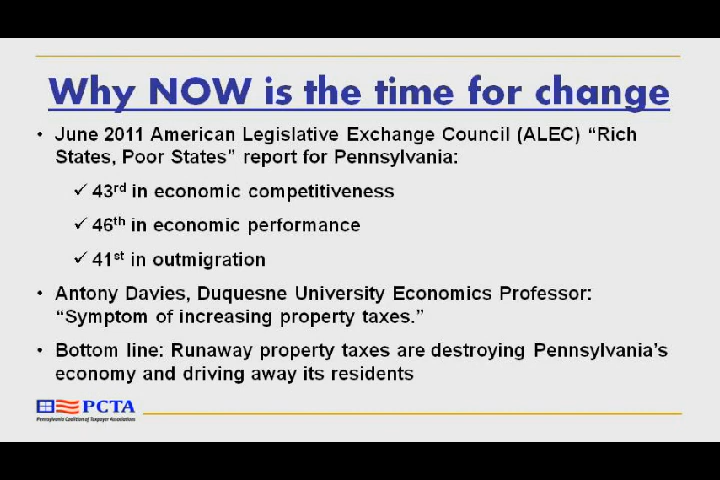 Why NOW is the time for change
• June 2011 American Legislative Exchange Council (ALEC) “Rich
States, Poor States” report for Pennsylvania:
✓ 43rd in economic competitiveness
✓ 46th in economic performance
✓ 41st in outmigration
• Antony Davies, Duquesne University Economics Professor:
“Symptom of increasing property taxes.”
• Bottom line: Runaway property taxes are destroying Pennsylvania’s
economy and driving away its residents
PCTA
Pennsylvania Coalition of Taxpayer Associations